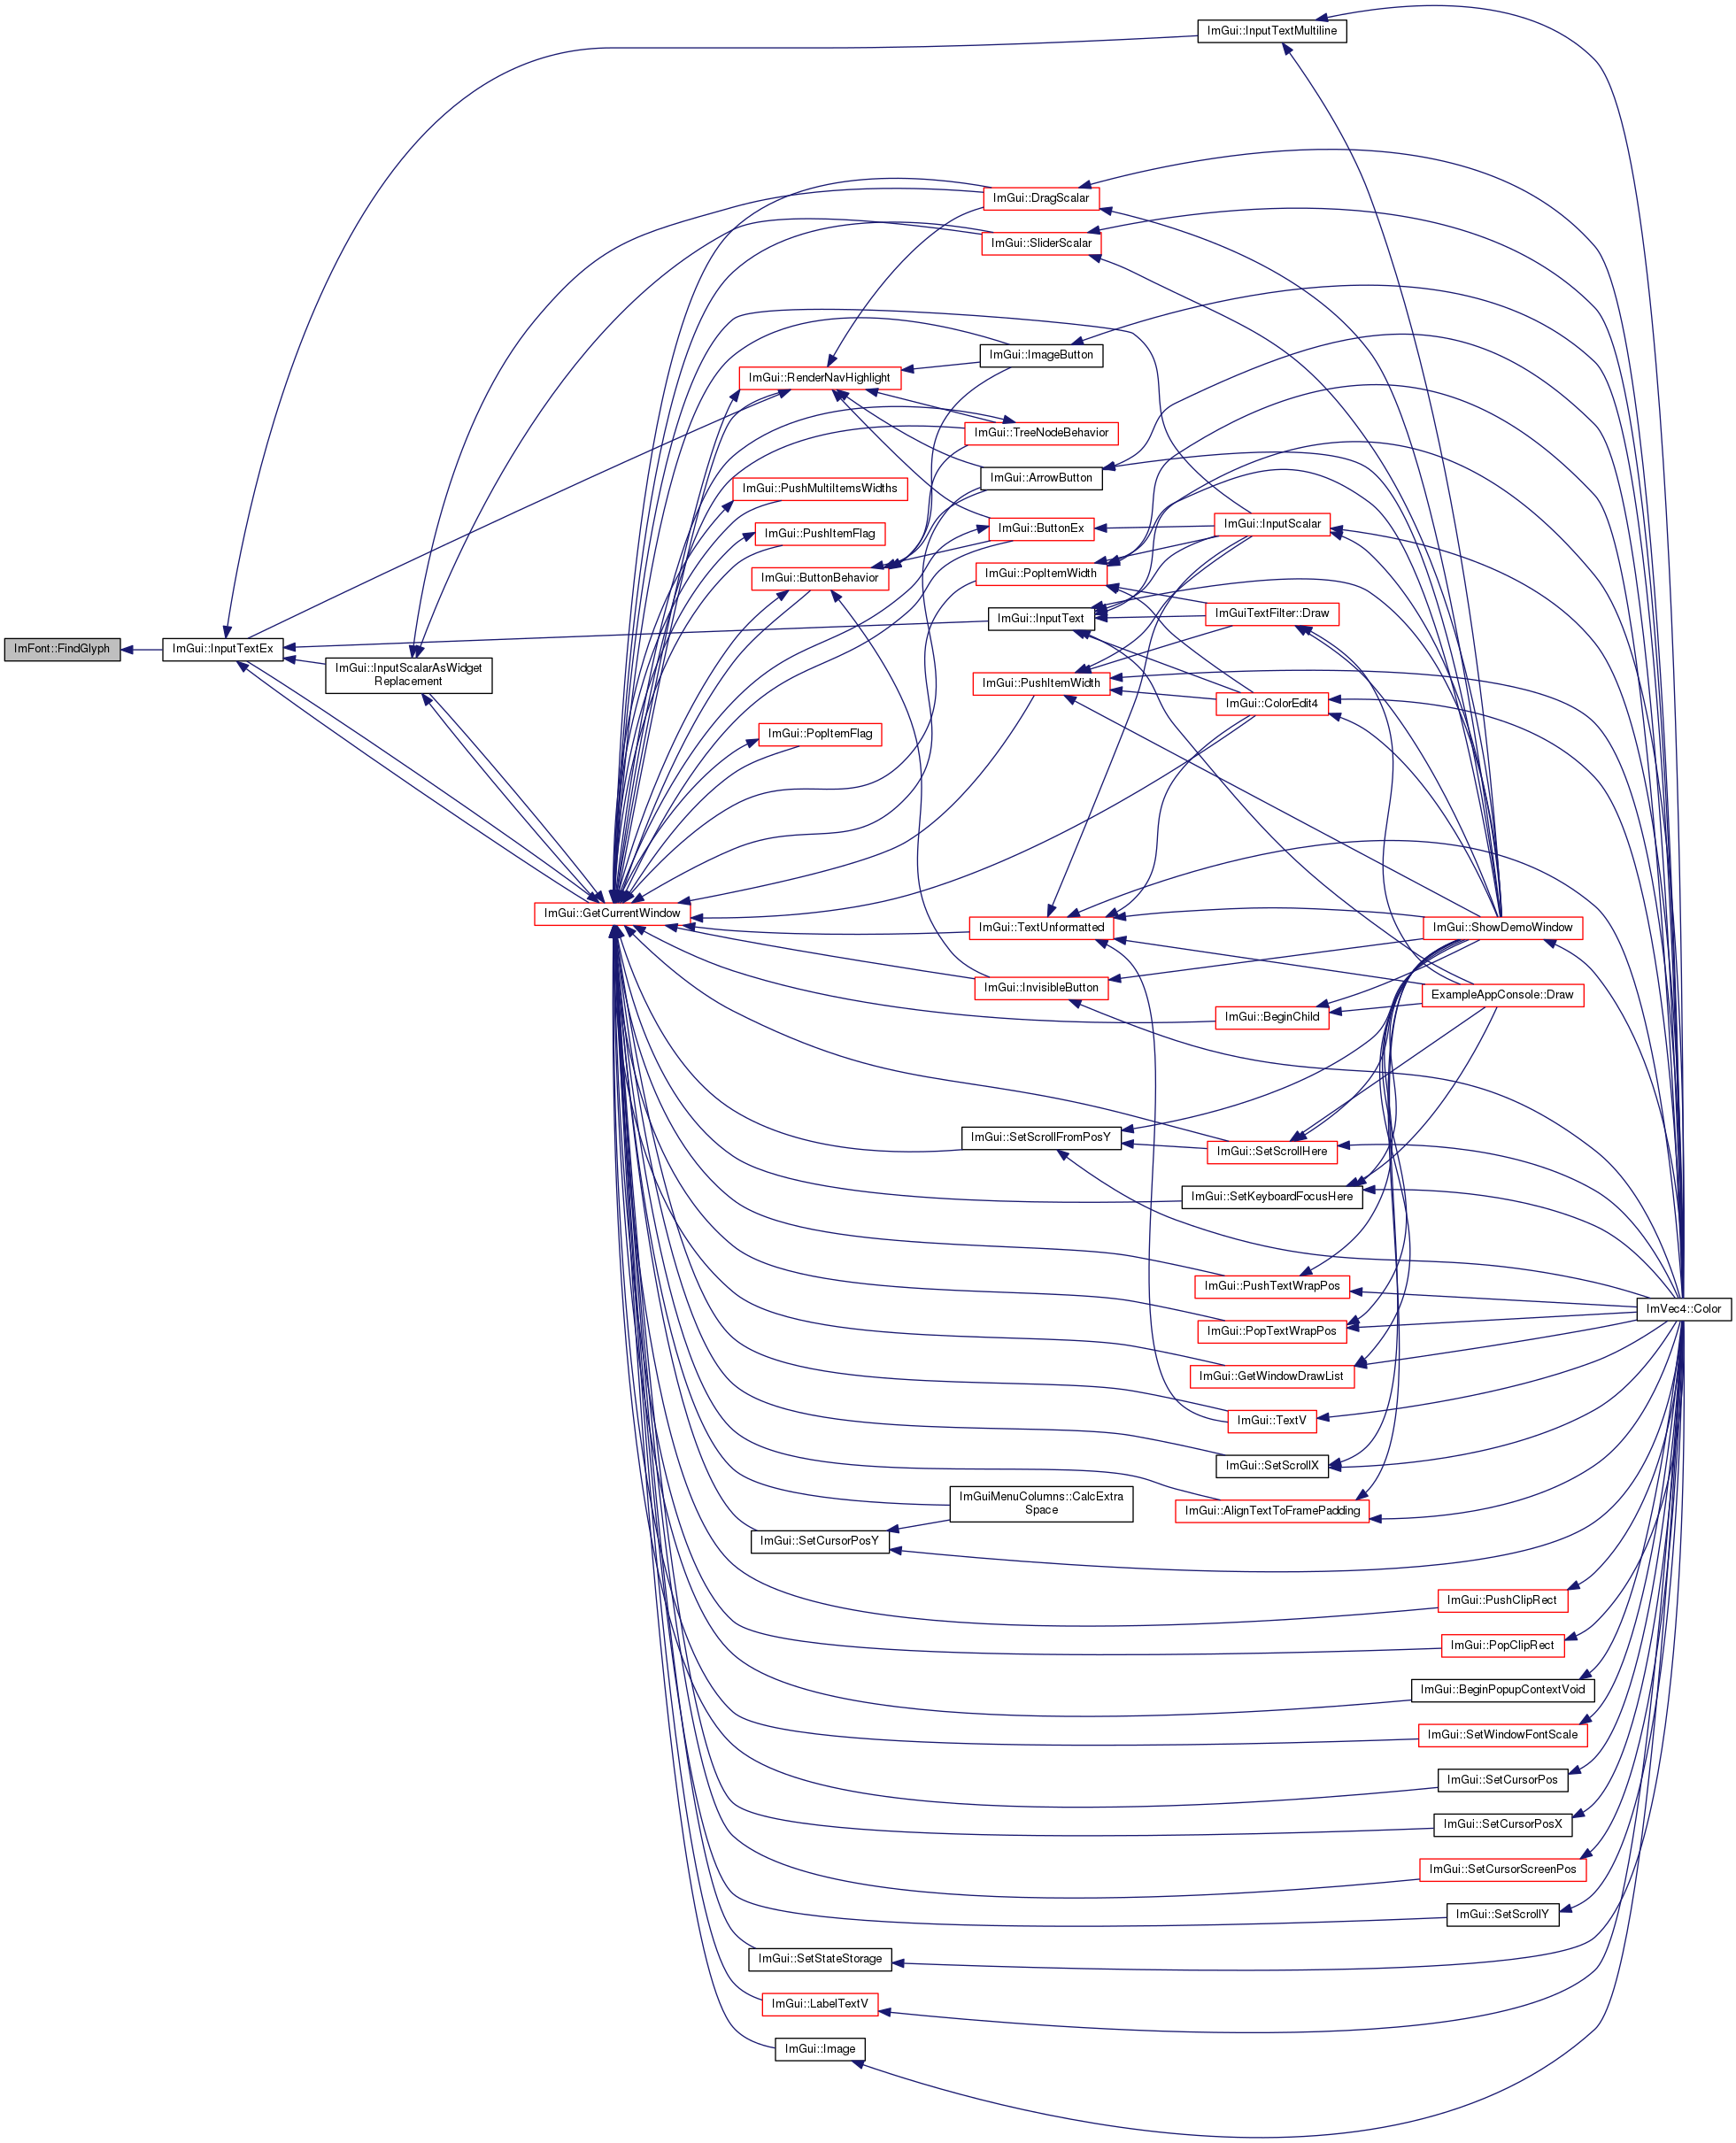 ImGui::InputTextMultiline
ImGui::DragScalar
ImGui::SliderScalar
ImGui::ImageButton
ImGui::RenderNavHighlight
ImGui::TreeNodeBehavior
ImGui::ArrowButton
ImGui::PushMultiItemsWidths
ImGui::PushItemFlag
ImGui::ButtonEx
ImGui::InputScalar
ImGui::ButtonBehavior
ImGui::PopItemWidth
ImGui::InputText
ImGuiTextFilter::Draw
ImFont::FindGlyph
ImGui::InputTextEx
ImGui::InputScalarAsWidget
Replacement
ImGui::PushItemWidth
ImGui::ColorEdit4
ImGui::PopItemFlag
ImGui::GetCurrentWindow
ImGui::TextUnformatted
ImGui::ShowDemoWindow
ImGui::InvisibleButton
ExampleAppConsole::Draw
ImGui::BeginChild
ImGui::SetScrollFromPosY
ImGui::SetScrollHere
ImGui::SetKeyboardFocusHere
ImGui::PushTextWrapPos
ImVec4::Color
ImGui::PopTextWrapPos
ImGui::GetWindowDrawList
ImGui::TextV
ImGui::SetScrollX
ImGuiMenuColumns::CalcExtra
Space
ImGui::AlignTextToFramePadding
ImGui::SetCursorPosY
ImGui::PushClipRect
ImGui::PopClipRect
ImGui::BeginPopupContextVoid
ImGui::SetWindowFontScale
ImGui::SetCursorPos
ImGui::SetCursorPosX
ImGui::SetCursorScreenPos
ImGui::SetScrollY
ImGui::SetStateStorage
ImGui::LabelTextV
ImGui::Image